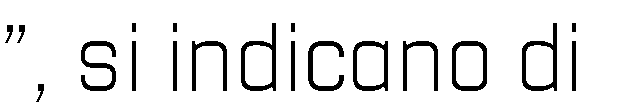 ”, si indicano di